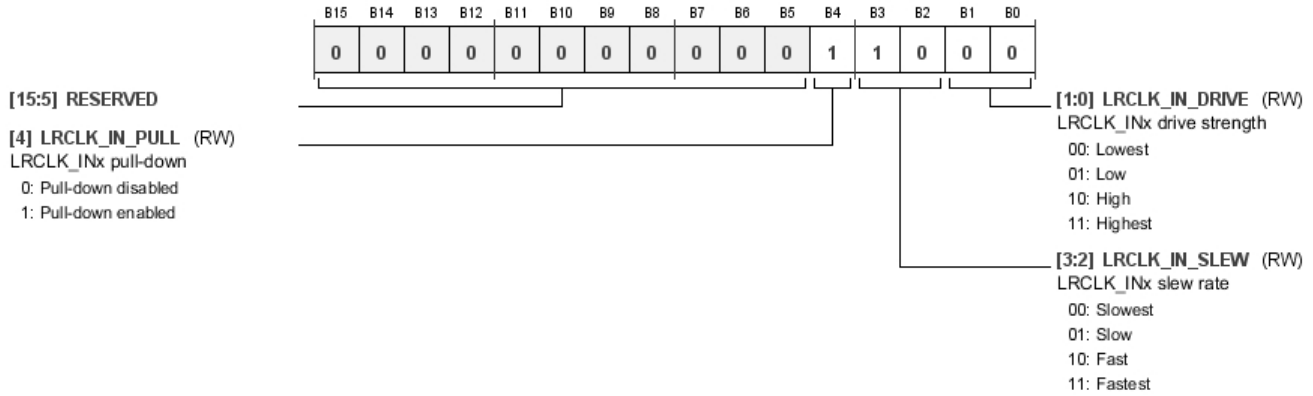 B15 B14 B13 B12 B11 B10 B9 B8 B7 B6 B5 B4 B3 B2 B1 B0
0 0 0 0 0 0 0 0 0 0 0 1 1 0 0 0
[15:5] RESERVED
[4] LRCLK_IN_PULL (RW)
LRCLK_INx pull-down
0: Pull-down disabled
1: Pull-down enabled
[1:0] LRCLK_IN_DRIVE (RW)
LRCLK_INx drive strength
00: Lowest
01: Low
10: High
11: Highest
[3:2] LRCLK_IN_SLEW (RW)
LRCLK_INx slew rate
00: Slowest
01: Slow
10: Fast
11: Fastest